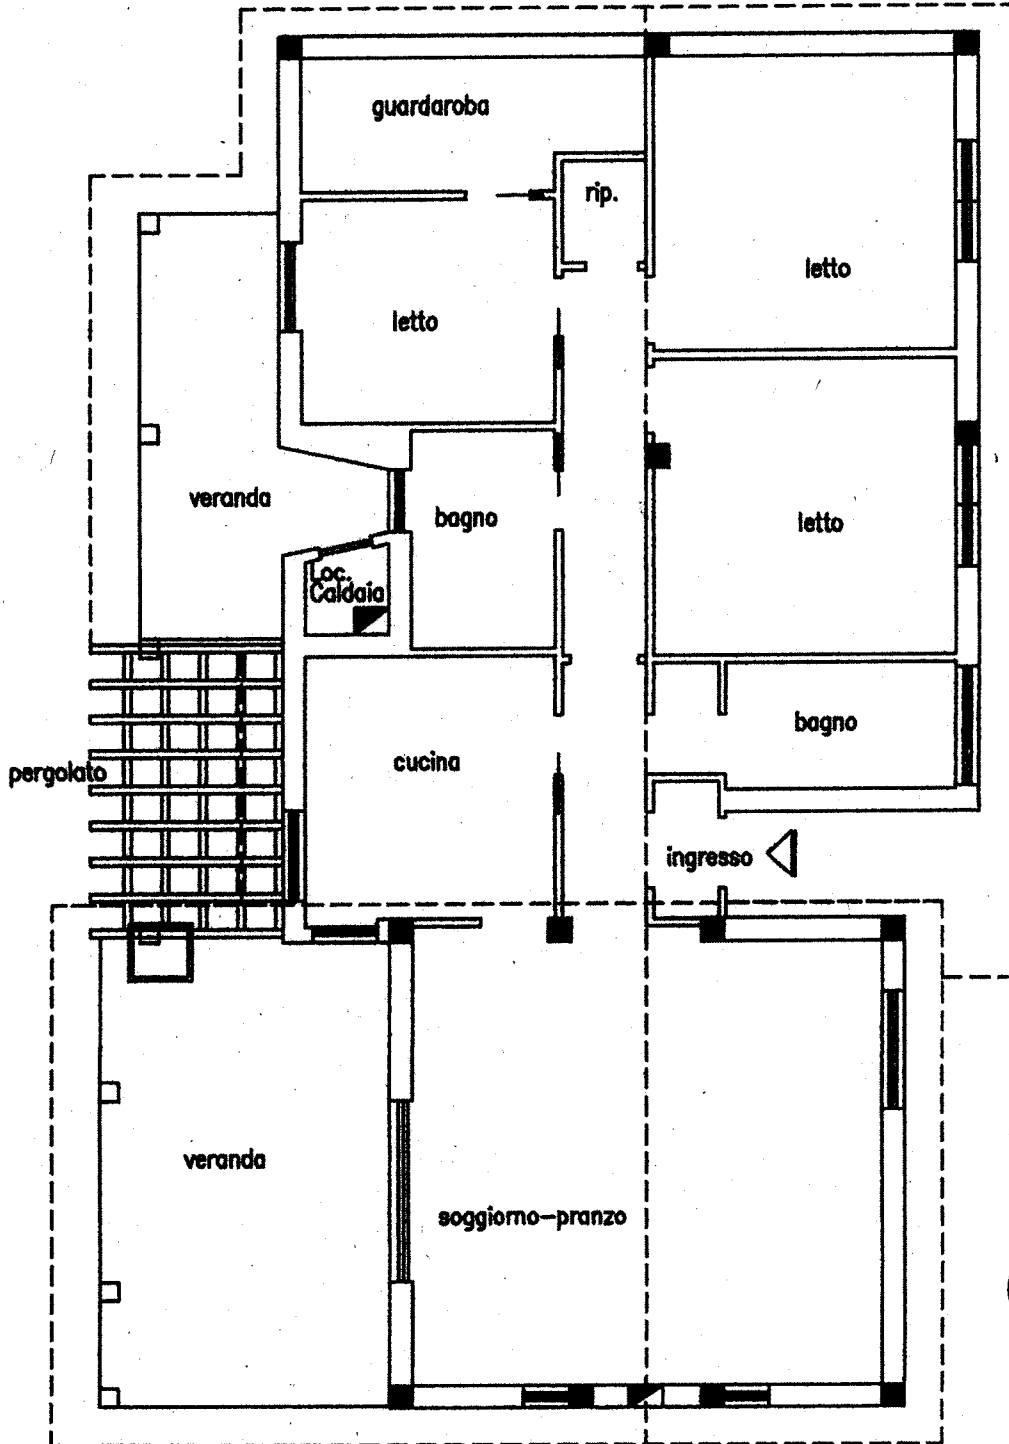 guardaroba
rip.
letto
letto
veranda
bagno
letto
Loc.
Caldaia
bagno
cucina
pergolato
ingresso
veranda
soggiorno-pranzo